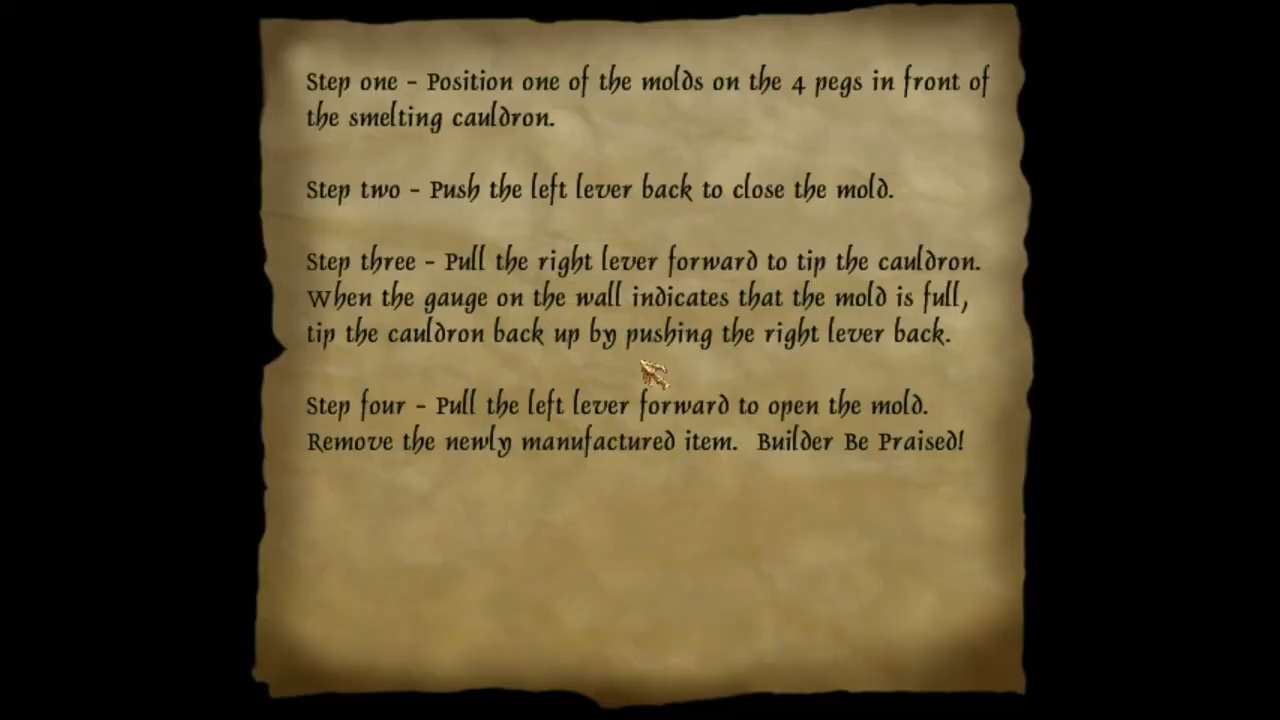 Step one - Position one of the molds on the 4 pegs in front of
the smelting cauldron.
Step two - Push the left lever back to close the mold.
Step three - Pull the right lever forward to tip the cauldron.
When the gauge on the wall indicates that the mold is full,
tip the cauldron back up by pushing the right lever back.
Step four - Pull the left lever forward to open the mold.
Remove the newly manufactured item. Builder Be Praised!